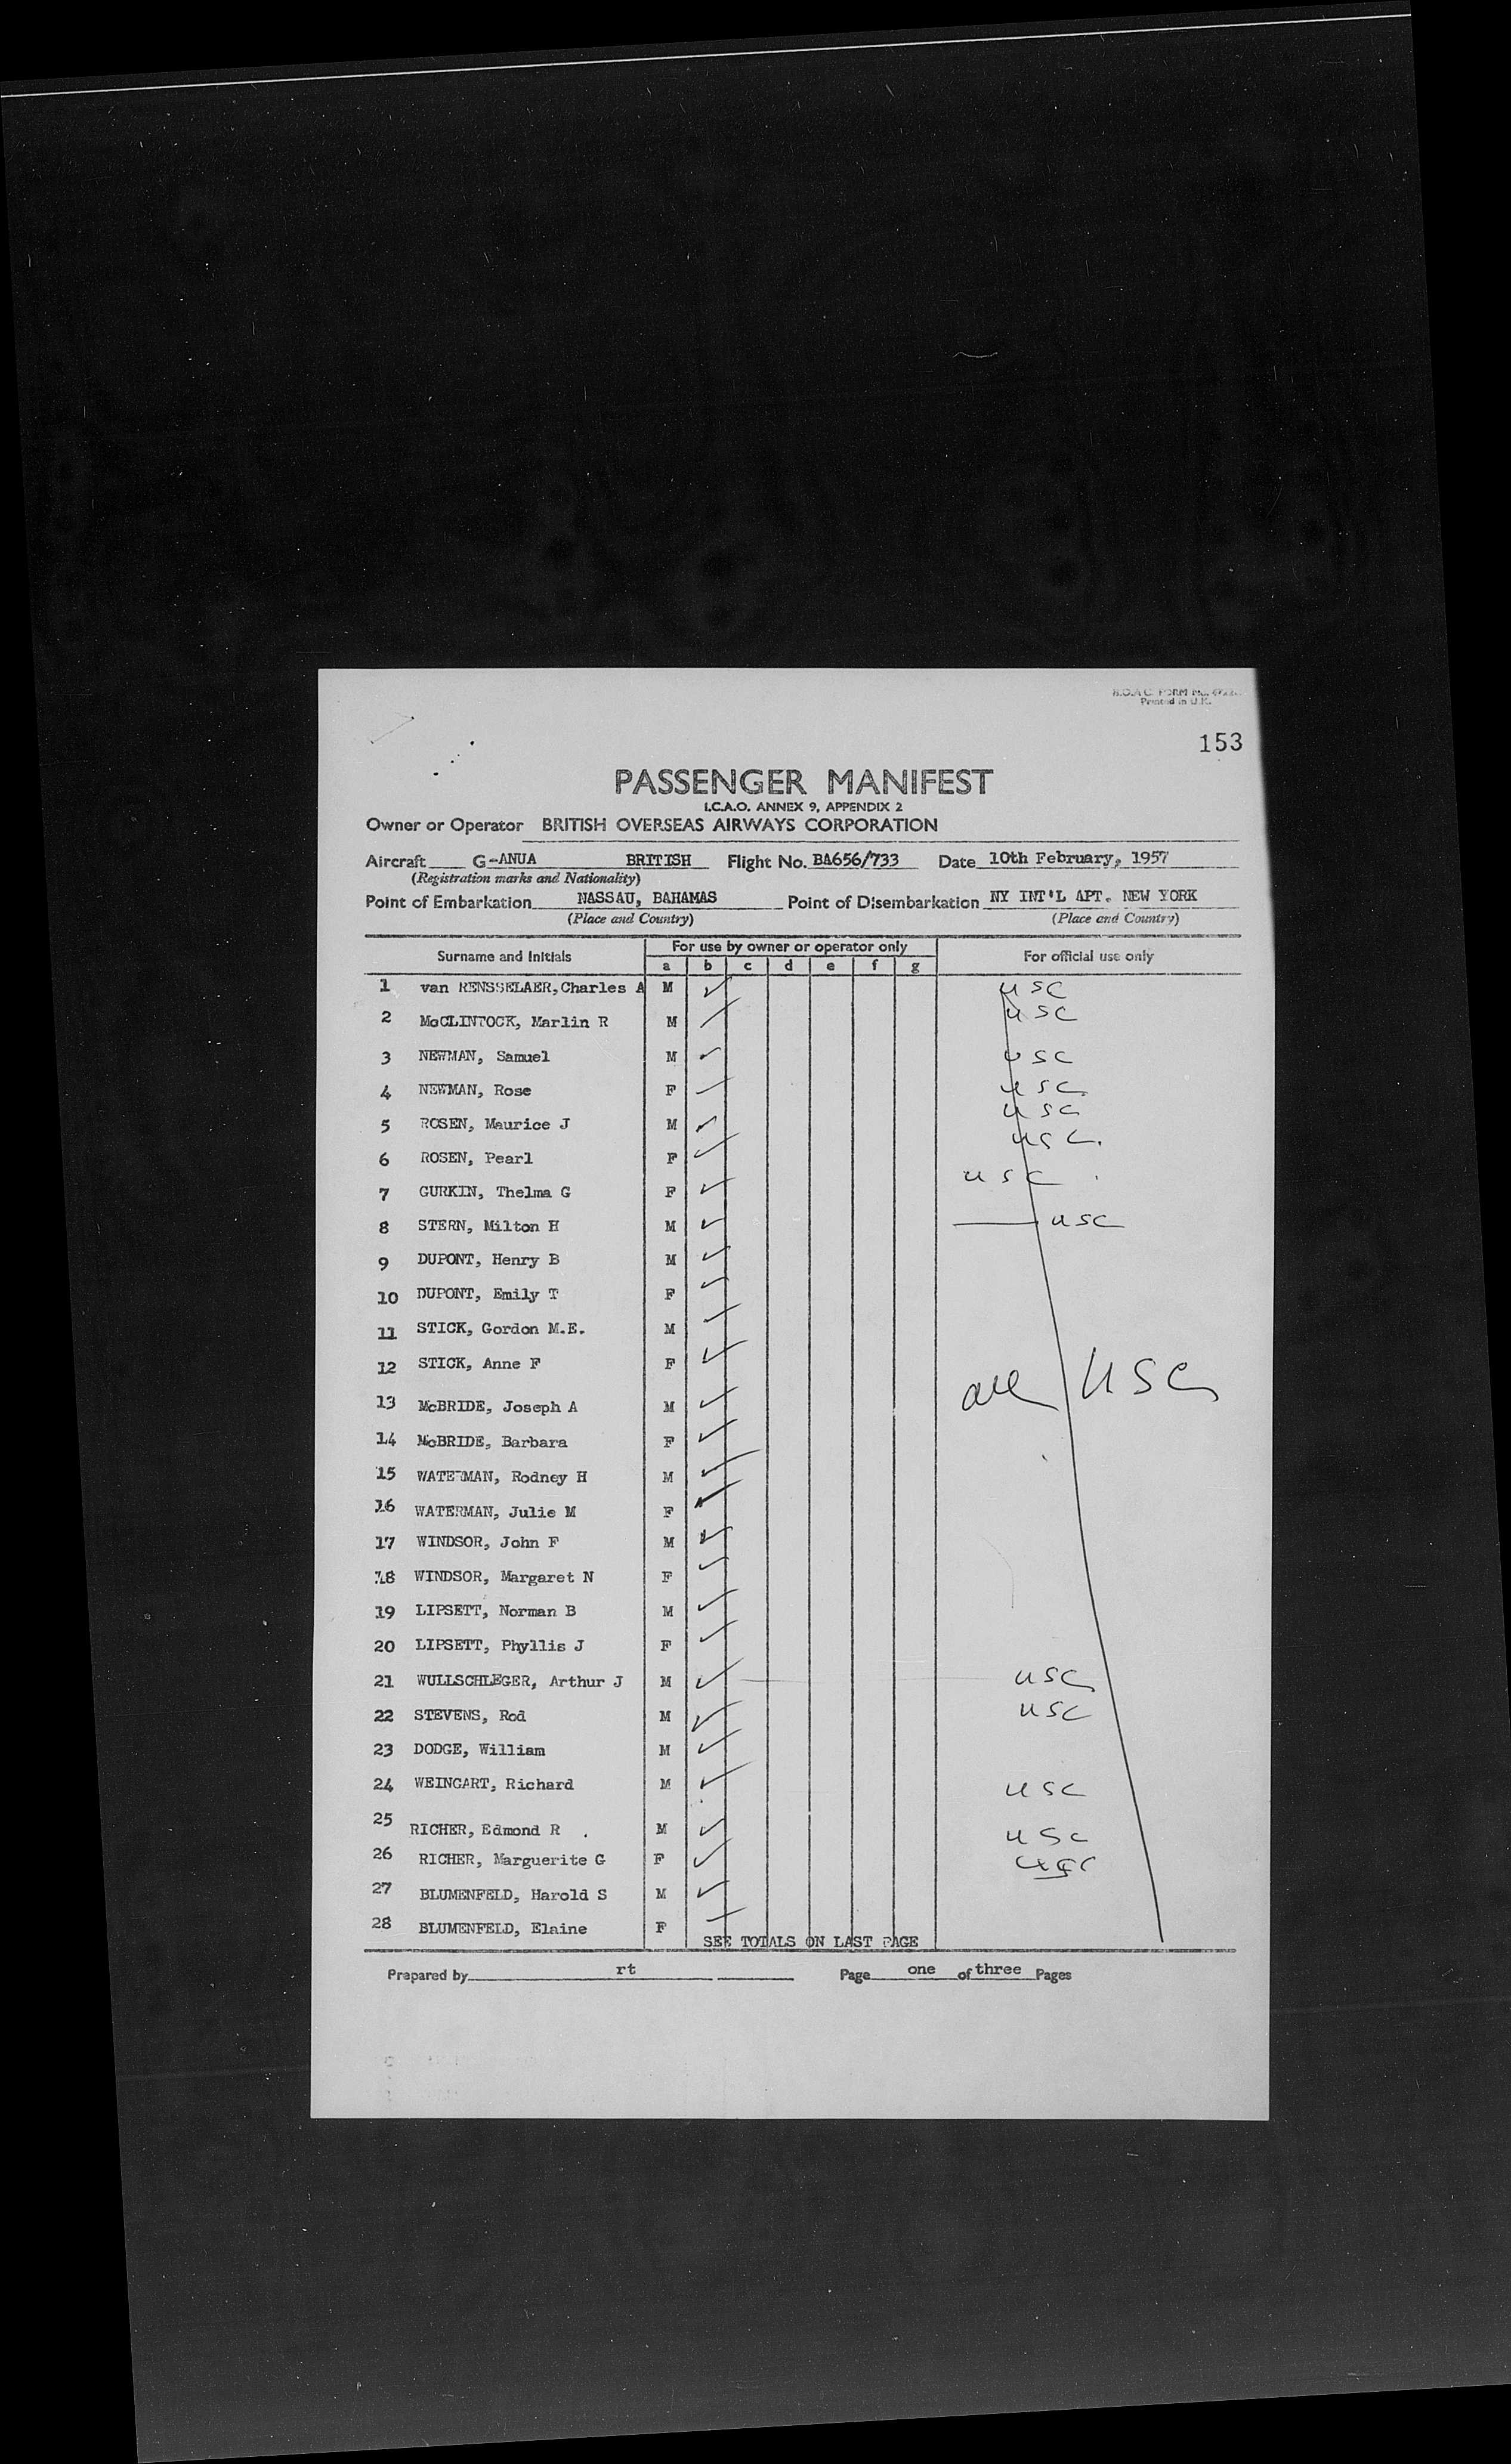 B.O.A.C. FORM No.
Printed in U.K.
153
PASSENGER MANIFEST
I.C.A.O. ANNEX 9, APPENDIX 2
Owner or Operator BRITISH OVERSEAS AIRWAYS CORPORATION
Aircraft G-ANUA BRITISH Flight No. BA656/733 Date 10th February, 1957
(Registration marks and Nationality)
Point of Embarkation NASSAU, BAHAMAS Point of Disembarkation NY INT'L APT. NEW YORK
(Place and Country) (Place and Country)
Surname and Initials For use by owner or operator only For official use only
a b c d e f g
1 van RENSSELAER, Charles A M ✓ USC
2 McCLINTOCK, Marlin R M ✓ USC
3 NEWMAN, Samuel M ✓ USC
4 NEWMAN, Rose F ✓ USC
5 ROSEN, Maurice J M ✓ USC
6 ROSEN, Pearl F ✓ USC.
7 GURKIN, Thelma G F ✓ USC
8 STERN, Milton H M ✓ USC
9 DUPONT, Henry B M ✓
10 DUPONT, Emily T F ✓
11 STICK, Gordon M.E. M ✓
12 STICK, Anne F F ✓ all USC
13 McBRIDE, Joseph A M ✓
14 McBRIDE, Barbara F ✓
15 WATERMAN, Rodney H M ✓
16 WATERMAN, Julie M F ✓
17 WINDSOR, John F M ✓
18 WINDSOR, Margaret N F ✓
19 LIPSETT, Norman B M ✓
20 LIPSETT, Phyllis J F ✓
21 WULLSCHLEGER, Arthur J M ✓ USC
22 STEVENS, Rod M ✓ USC
23 DODGE, William M ✓
24 WEINGART, Richard M ✓ USC
25 RICHER, Edmond R . M ✓ USC
26 RICHER, Marguerite G F ✓ USC
27 BLUMENFELD, Harold S M ✓
28 BLUMENFELD, Elaine F ✓
SEE TOTALS ON LAST PAGE
Prepared by rt Page one of three Pages